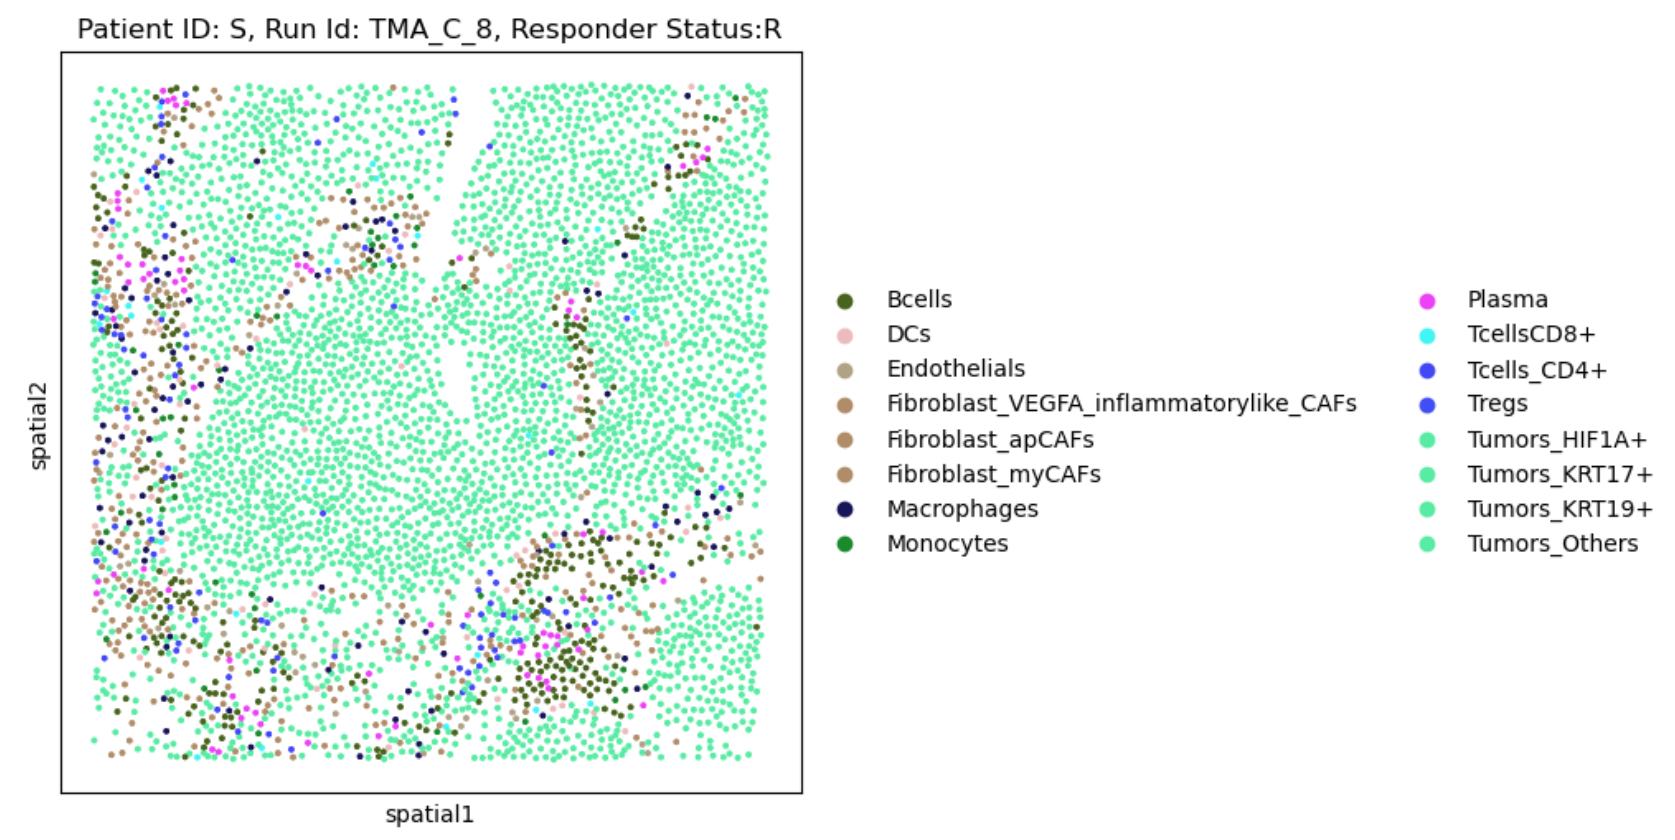 Patient ID: S, Run Id: TMA_C_8, Responder Status:R
spatial2
spatial1
Bcells
DCs
Endothelials
Fibroblast_VEGFA_inflammatorylike_CAFs
Fibroblast_apCAFs
Fibroblast_myCAFs
Macrophages
Monocytes
Plasma
TcellsCD8+
Tcells_CD4+
Tregs
Tumors_HIF1A+
Tumors_KRT17+
Tumors_KRT19+
Tumors_Others